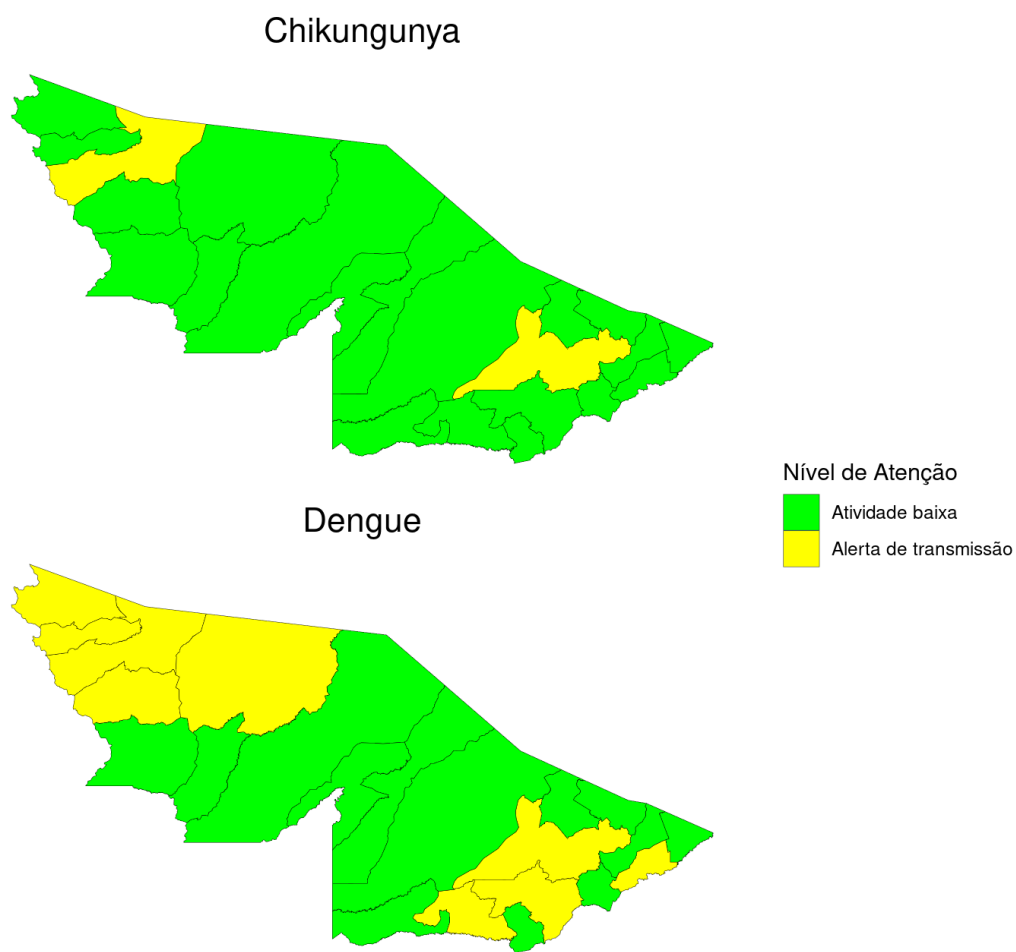 Chikungunya
Nível de Atenção
Atividade baixa
Alerta de transmissão
Dengue